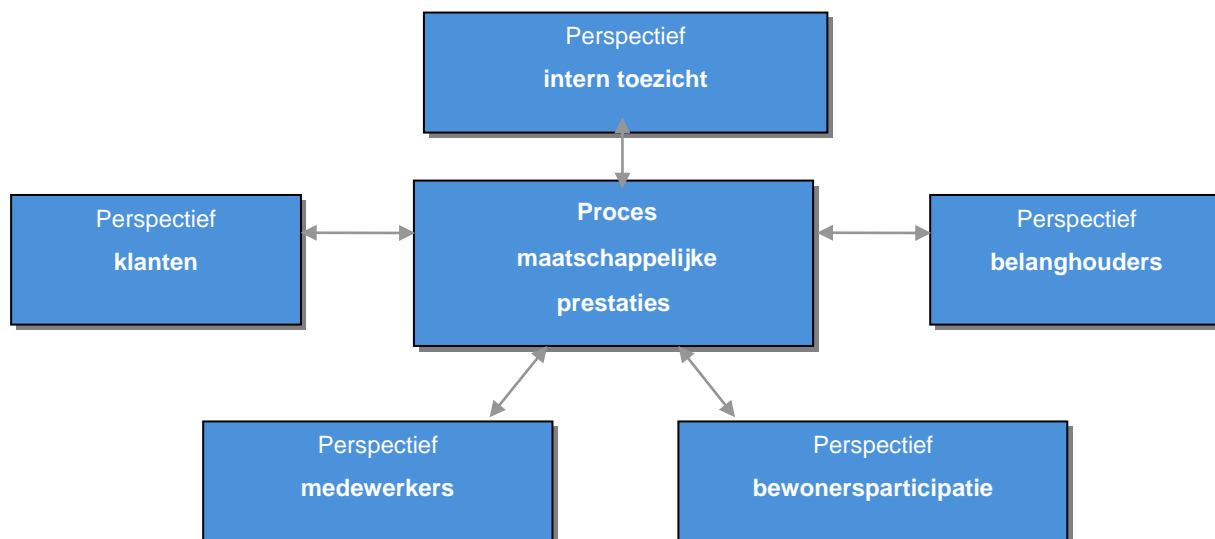 Perspectief
intern toezicht
Perspectief
klanten
Proces
maatschappelijke
prestaties
Perspectief
belanghouders
Perspectief
medewerkers
Perspectief
bewonersparticipatie